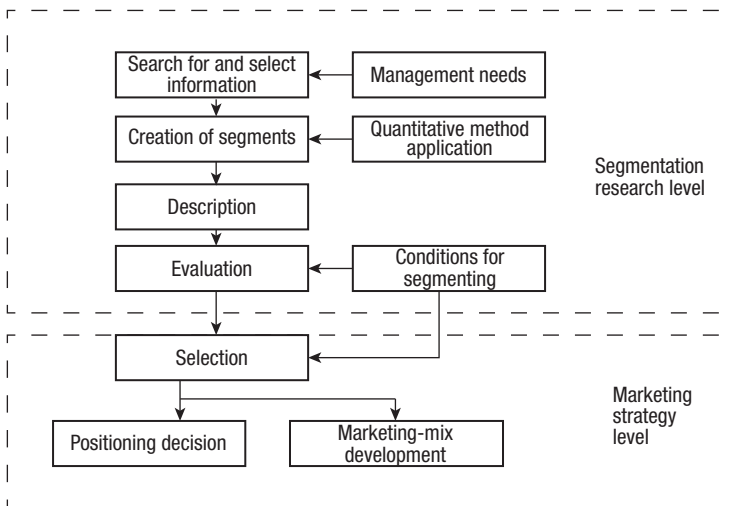 Search for and select
information
Management needs
Creation of segments
Quantitative method
application
Segmentation
research level
Description
Evaluation
Conditions for
segmenting
Selection
Marketing
strategy
level
Positioning decision
Marketing-mix
development